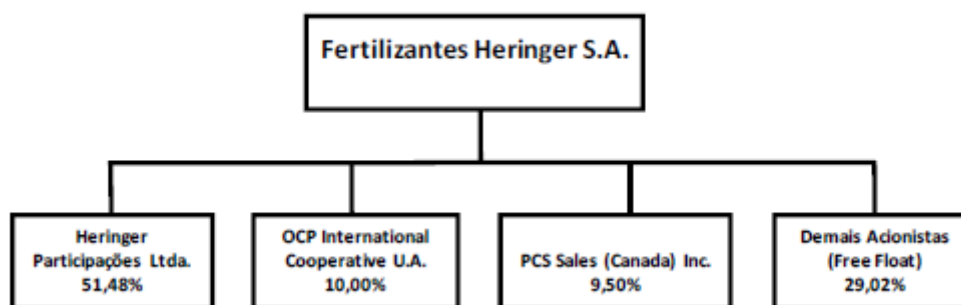 Fertilizantes Heringer S.A.
Heringer
Participações Ltda.
51,48%
OCP International
Cooperative U.A.
10,00%
PCS Sales (Canada) Inc.
9,50%
Demais Acionistas
(Free Float)
29,02%